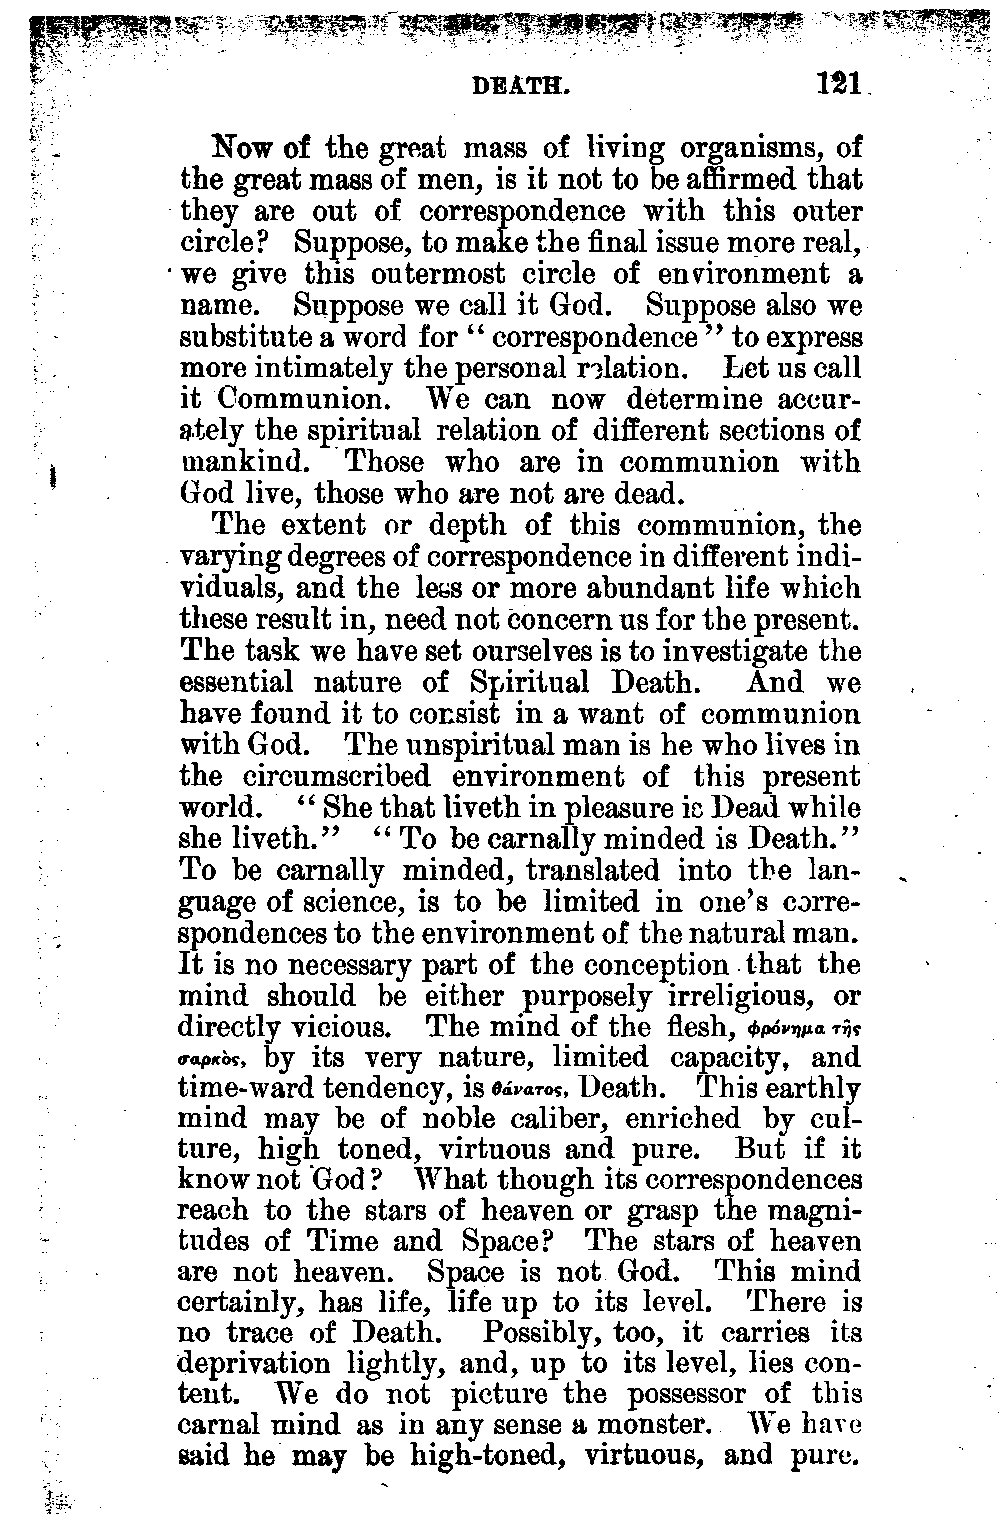 DEATH. 121
Now of the great mass of living organisms, of
the great mass of men, is it not to be affirmed that
they are out of correspondence with this outer
circle? Suppose, to make the final issue more real,
we give this outermost circle of environment a
name. Suppose we call it God. Suppose also we
substitute a word for “ correspondence ” to express
more intimately the personal relation. Let us call
it Communion. We can now determine accur-
ately the spiritual relation of different sections of
mankind. Those who are in communion with
God live, those who are not are dead.
The extent or depth of this communion, the
varying degrees of correspondence in different indi-
viduals, and the less or more abundant life which
these result in, need not concern us for the present.
The task we have set ourselves is to investigate the
essential nature of Spiritual Death. And we
have found it to consist in a want of communion
with God. The unspiritual man is he who lives in
the circumscribed environment of this present
world. “ She that liveth in pleasure is Dead while
she liveth.” “ To be carnally minded is Death.”
To be carnally minded, translated into the lan-
guage of science, is to be limited in one’s corre-
spondences to the environment of the natural man.
It is no necessary part of the conception that the
mind should be either purposely irreligious, or
directly vicious. The mind of the flesh, φρόνημα τῆς
σαρκὸς, by its very nature, limited capacity, and
time-ward tendency, is θάνατος, Death. This earthly
mind may be of noble caliber, enriched by cul-
ture, high toned, virtuous and pure. But if it
know not God? What though its correspondences
reach to the stars of heaven or grasp the magni-
tudes of Time and Space? The stars of heaven
are not heaven. Space is not God. This mind
certainly, has life, life up to its level. There is
no trace of Death. Possibly, too, it carries its
deprivation lightly, and, up to its level, lies con-
tent. We do not picture the possessor of this
carnal mind as in any sense a monster. We have
said he may be high-toned, virtuous, and pure.